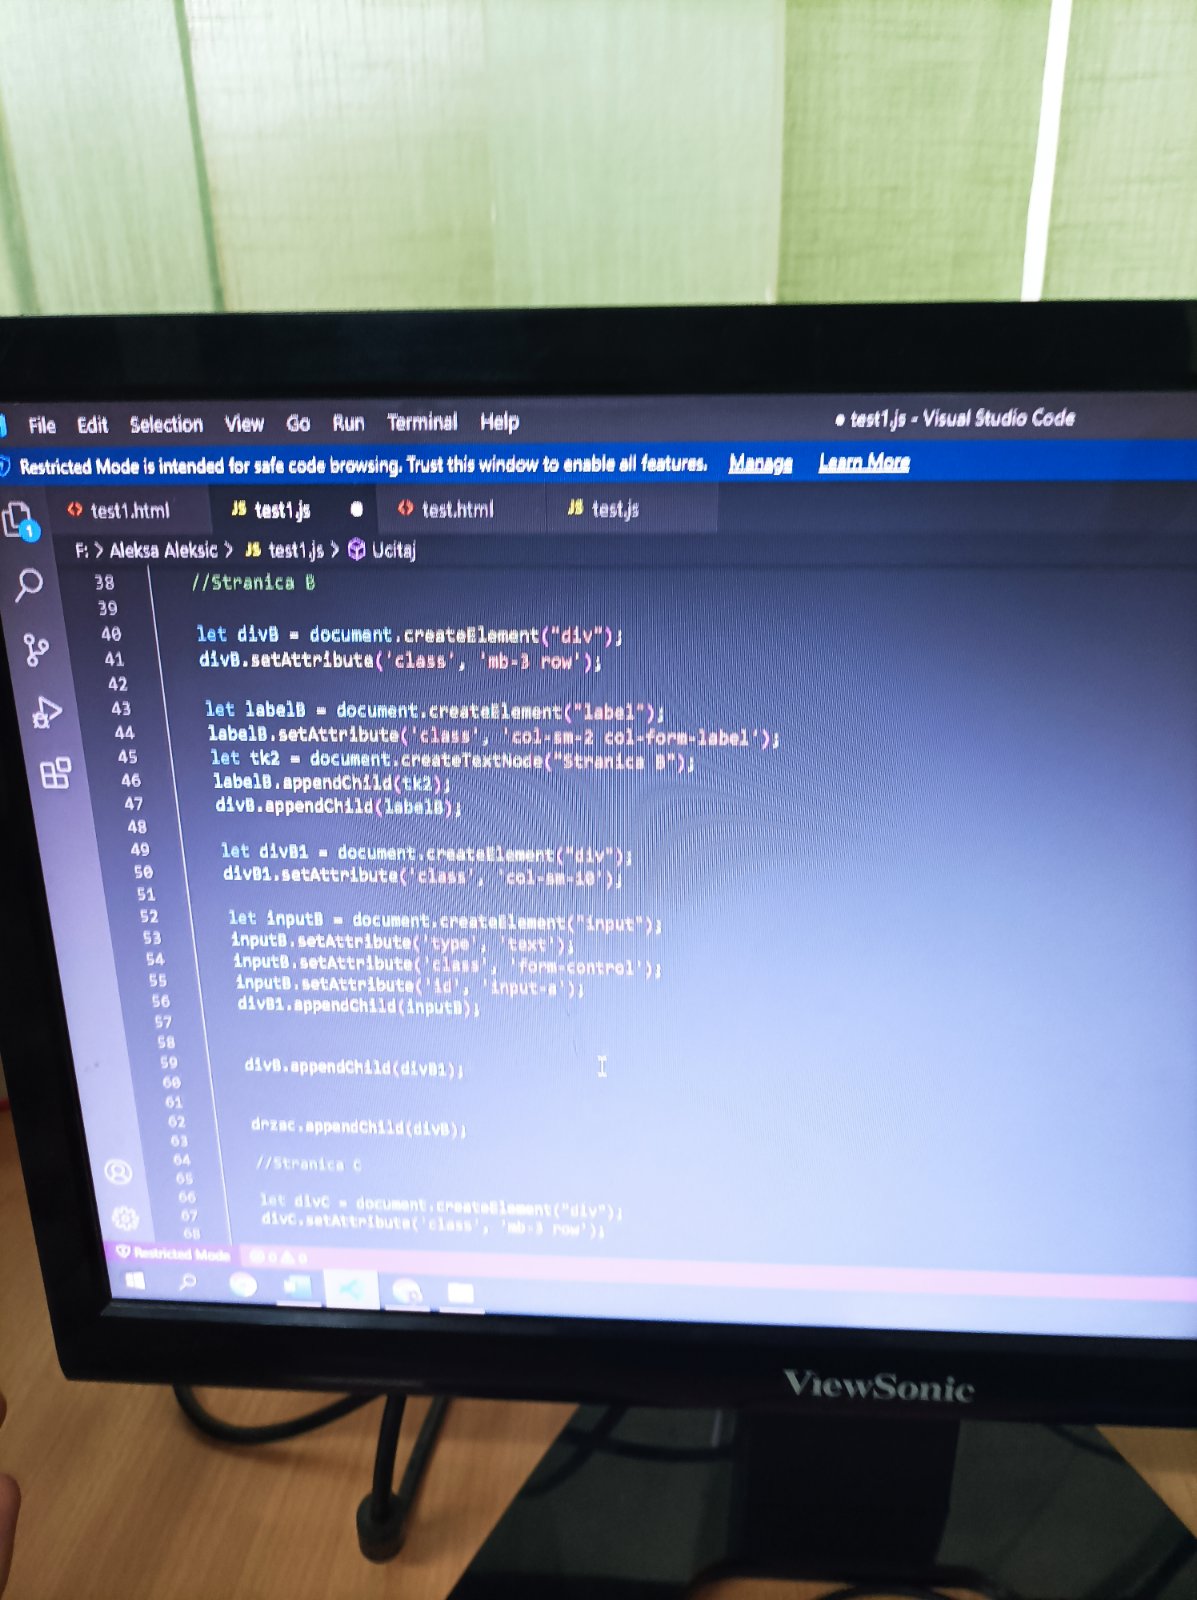 File Edit Selection View Go Run Terminal Help ● test1.js - Visual Studio Code
Restricted Mode is intended for safe code browsing. Trust this window to enable all features. Manage Learn More
test1.html JS test1.js ● test.html JS test.js
1
F: > Aleksa Aleksic > JS test1.js > Ucitaj
38 //Stranica B
39
40 let divB = document.createElement("div");
41 divB.setAttribute('class', 'mb-3 row');
42
43 let labelB = document.createElement("label");
44 labelB.setAttribute('class', 'col-sm-2 col-form-label');
45 let tk2 = document.createTextNode("Stranica B");
46 labelB.appendChild(tk2);
47 divB.appendChild(labelB);
48
49 let divB1 = document.createElement("div");
50 divB1.setAttribute('class', 'col-sm-10');
51
52 let inputB = document.createElement("input");
53 inputB.setAttribute('type', 'text');
54 inputB.setAttribute('class', 'form-control');
55 inputB.setAttribute('id', 'input-a');
56 divB1.appendChild(inputB);
57
58
59 divB.appendChild(divB1);
60
61
62 drzac.appendChild(divB);
63
64 //Stranica C
65
66 let divC = document.createElement("div");
67 divC.setAttribute('class', 'mb-3 row');
68
Restricted Mode 0 0
ViewSonic